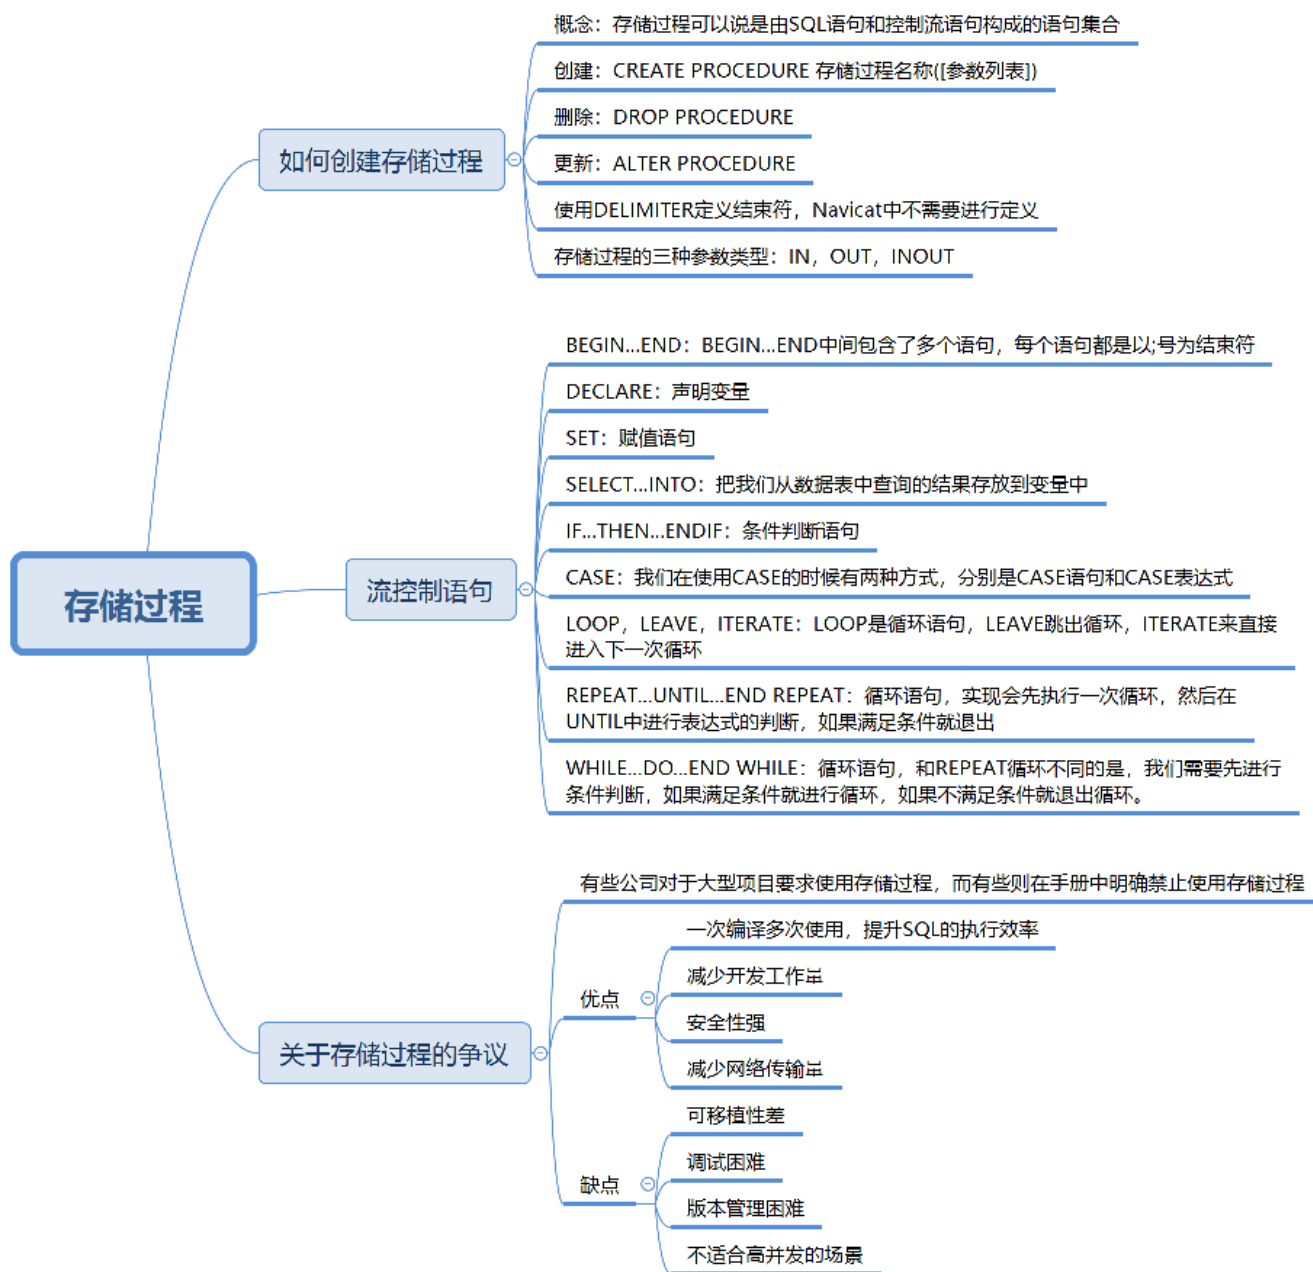 概念：存储过程可以说是由SQL语句和控制流语句构成的语句集合
创建：CREATE PROCEDURE 存储过程名称([参数列表])
删除：DROP PROCEDURE
如何创建存储过程
更新：ALTER PROCEDURE
使用DELIMITER定义结束符，Navicat中不需要进行定义
存储过程的三种参数类型：IN，OUT，INOUT
BEGIN...END：BEGIN...END中间包含了多个语句，每个语句都是以;号为结束符
DECLARE：声明变量
SET：赋值语句
SELECT...INTO：把我们从数据表中查询的结果存放到变量中
IF...THEN...ENDIF：条件判断语句
存储过程
流控制语句
CASE：我们在使用CASE的时候有两种方式，分别是CASE语句和CASE表达式
LOOP，LEAVE，ITERATE：LOOP是循环语句，LEAVE跳出循环，ITERATE来直接
进入下一次循环
REPEAT...UNTIL...END REPEAT：循环语句，实现会先执行一次循环，然后在
UNTIL中进行表达式的判断，如果满足条件就退出
WHILE...DO...END WHILE：循环语句，和REPEAT循环不同的是，我们需要先进行
条件判断，如果满足条件就进行循环，如果不满足条件就退出循环。
有些公司对于大型项目要求使用存储过程，而有些则在手册中明确禁止使用存储过程
一次编译多次使用，提升SQL的执行效率
减少开发工作量
优点
安全性强
减少网络传输量
关于存储过程的争议
可移植性差
调试困难
缺点
版本管理困难
不适合高并发的场景